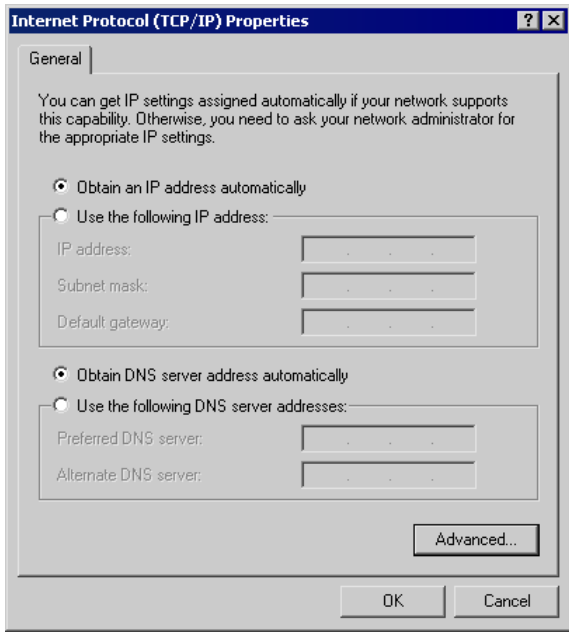 Internet Protocol (TCP/IP) Properties
General
You can get IP settings assigned automatically if your network supports
this capability. Otherwise, you need to ask your network administrator for
the appropriate IP settings.
Obtain an IP address automatically
Use the following IP address:
IP address:
Subnet mask:
Default gateway:
Obtain DNS server address automatically
Use the following DNS server addresses:
Preferred DNS server:
Alternate DNS server:
Advanced...
OK Cancel